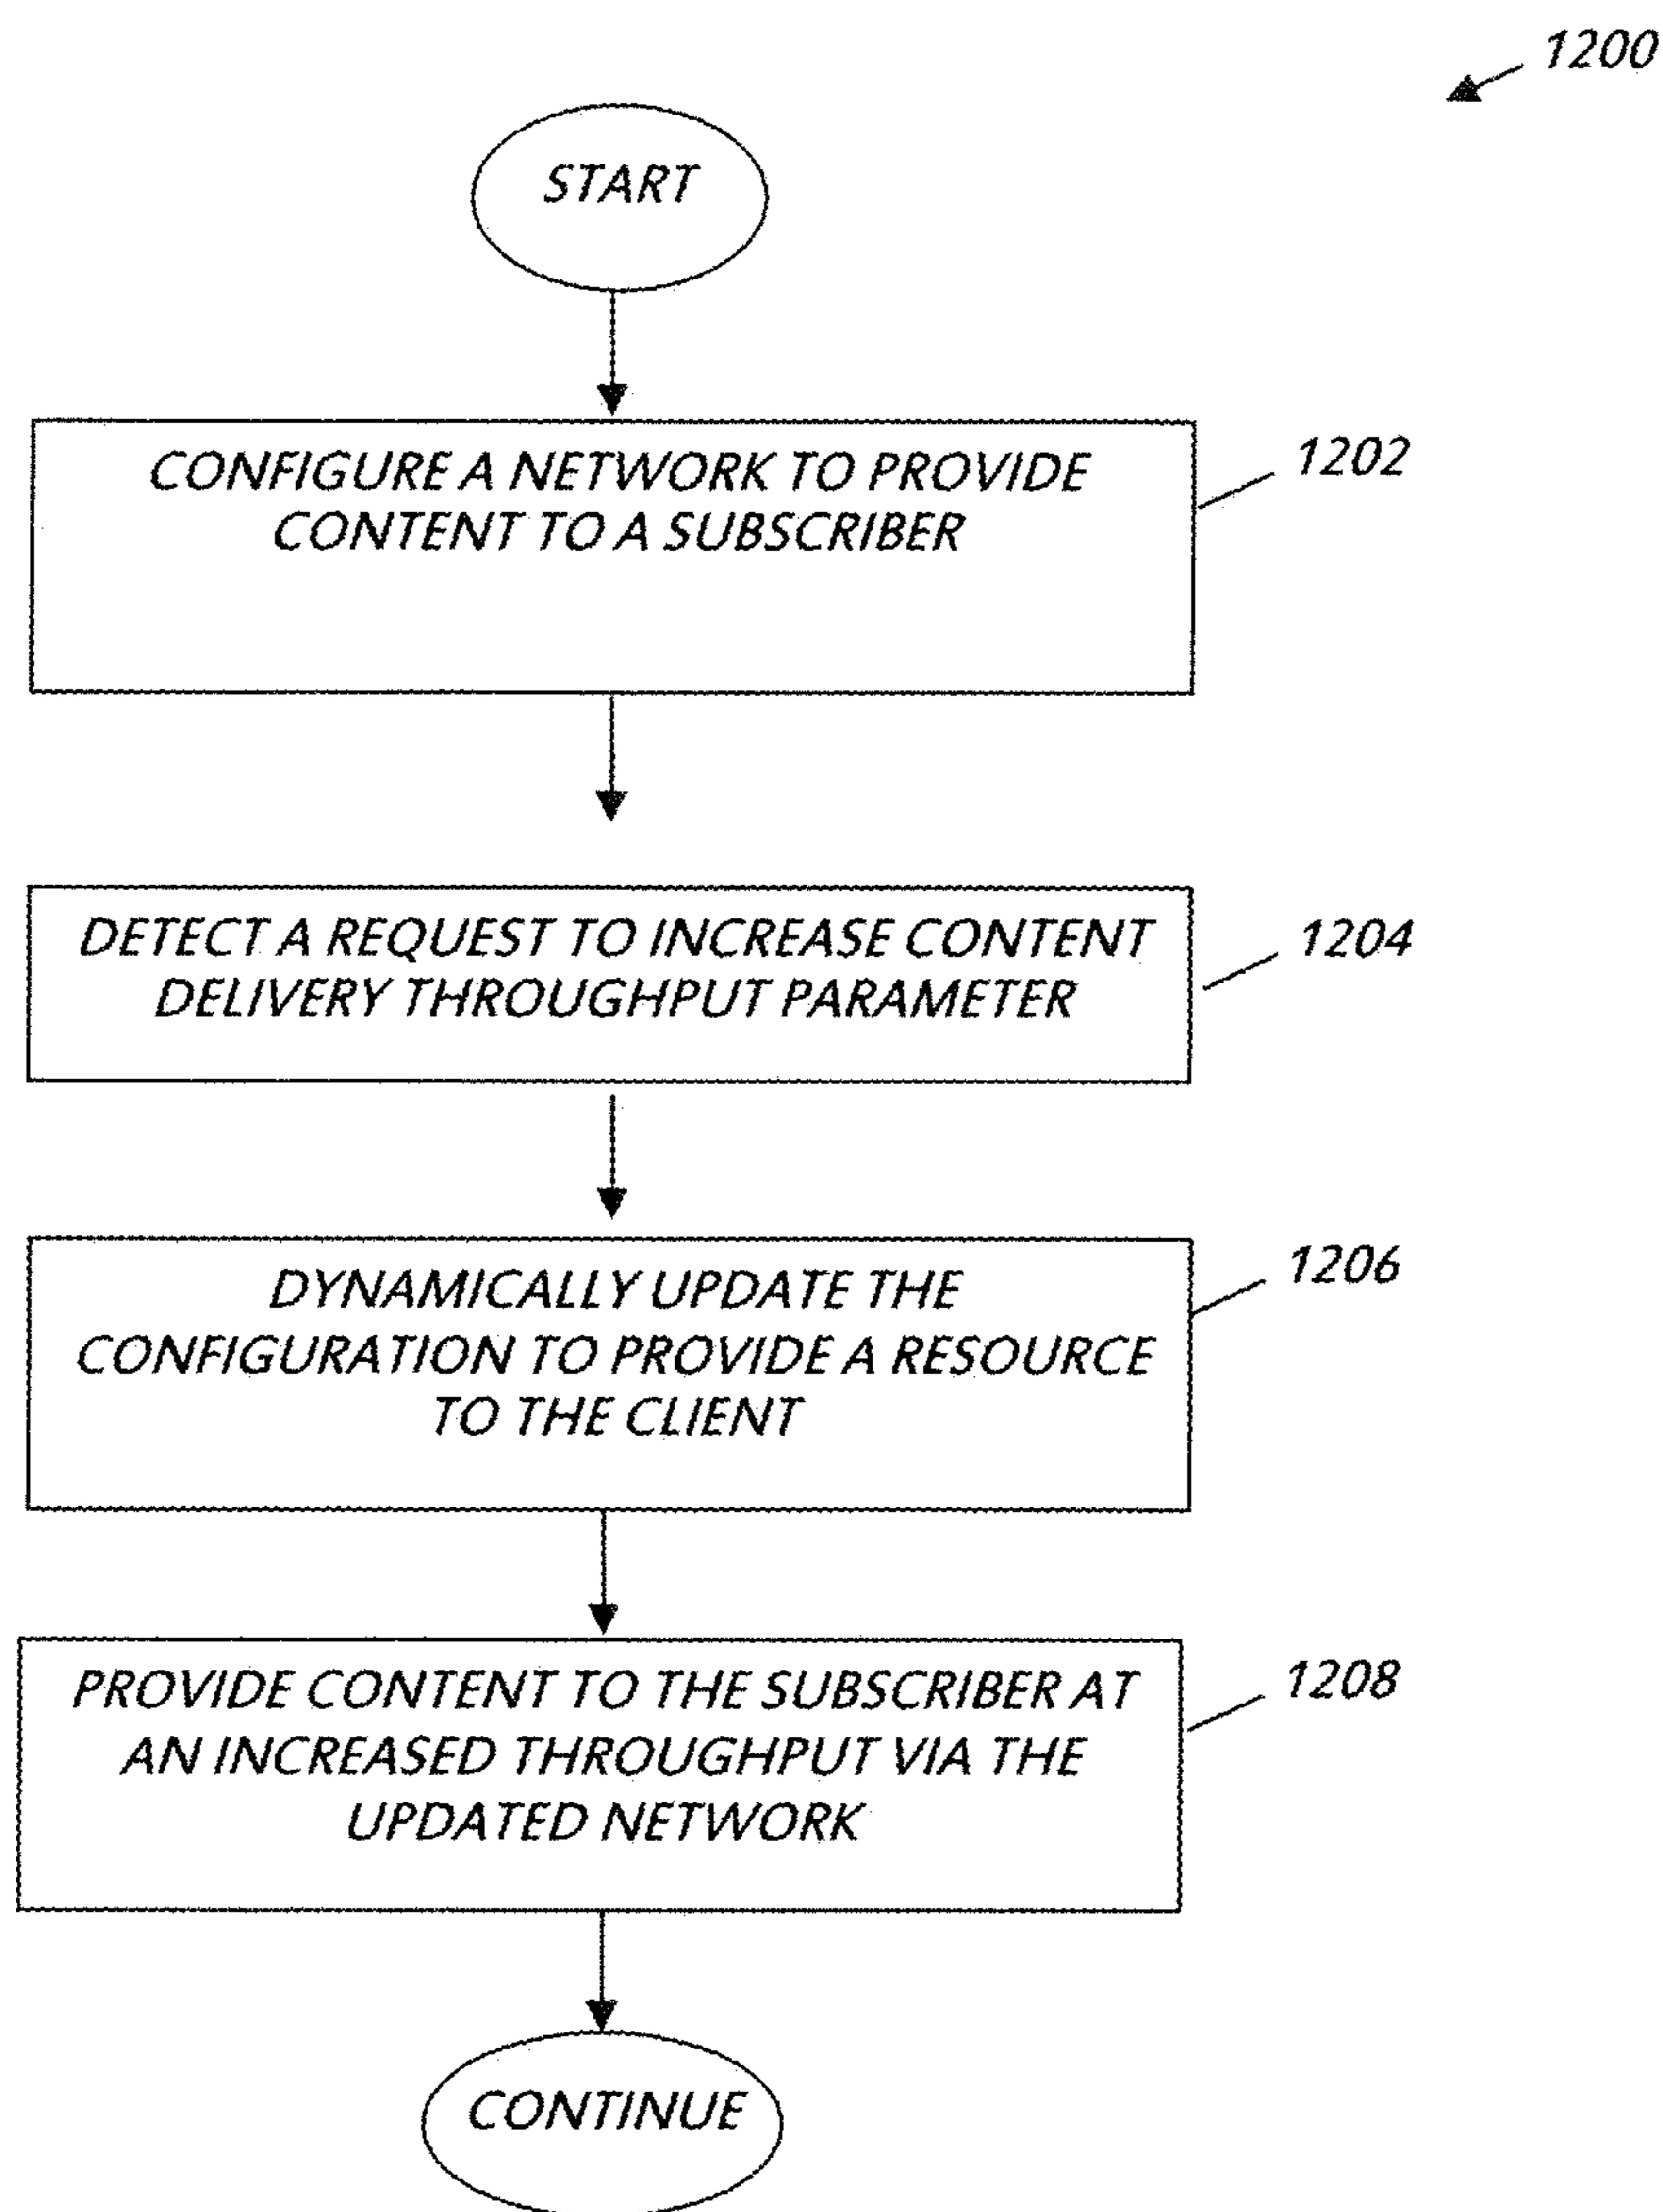 1200
START
CONFIGURE A NETWORK TO PROVIDE
CONTENT TO A SUBSCRIBER
1202
DETECT A REQUEST TO INCREASE CONTENT
DELIVERY THROUGHPUT PARAMETER
1204
DYNAMICALLY UPDATE THE
CONFIGURATION TO PROVIDE A RESOURCE
TO THE CLIENT
1206
PROVIDE CONTENT TO THE SUBSCRIBER AT
AN INCREASED THROUGHPUT VIA THE
UPDATED NETWORK
1208
CONTINUE